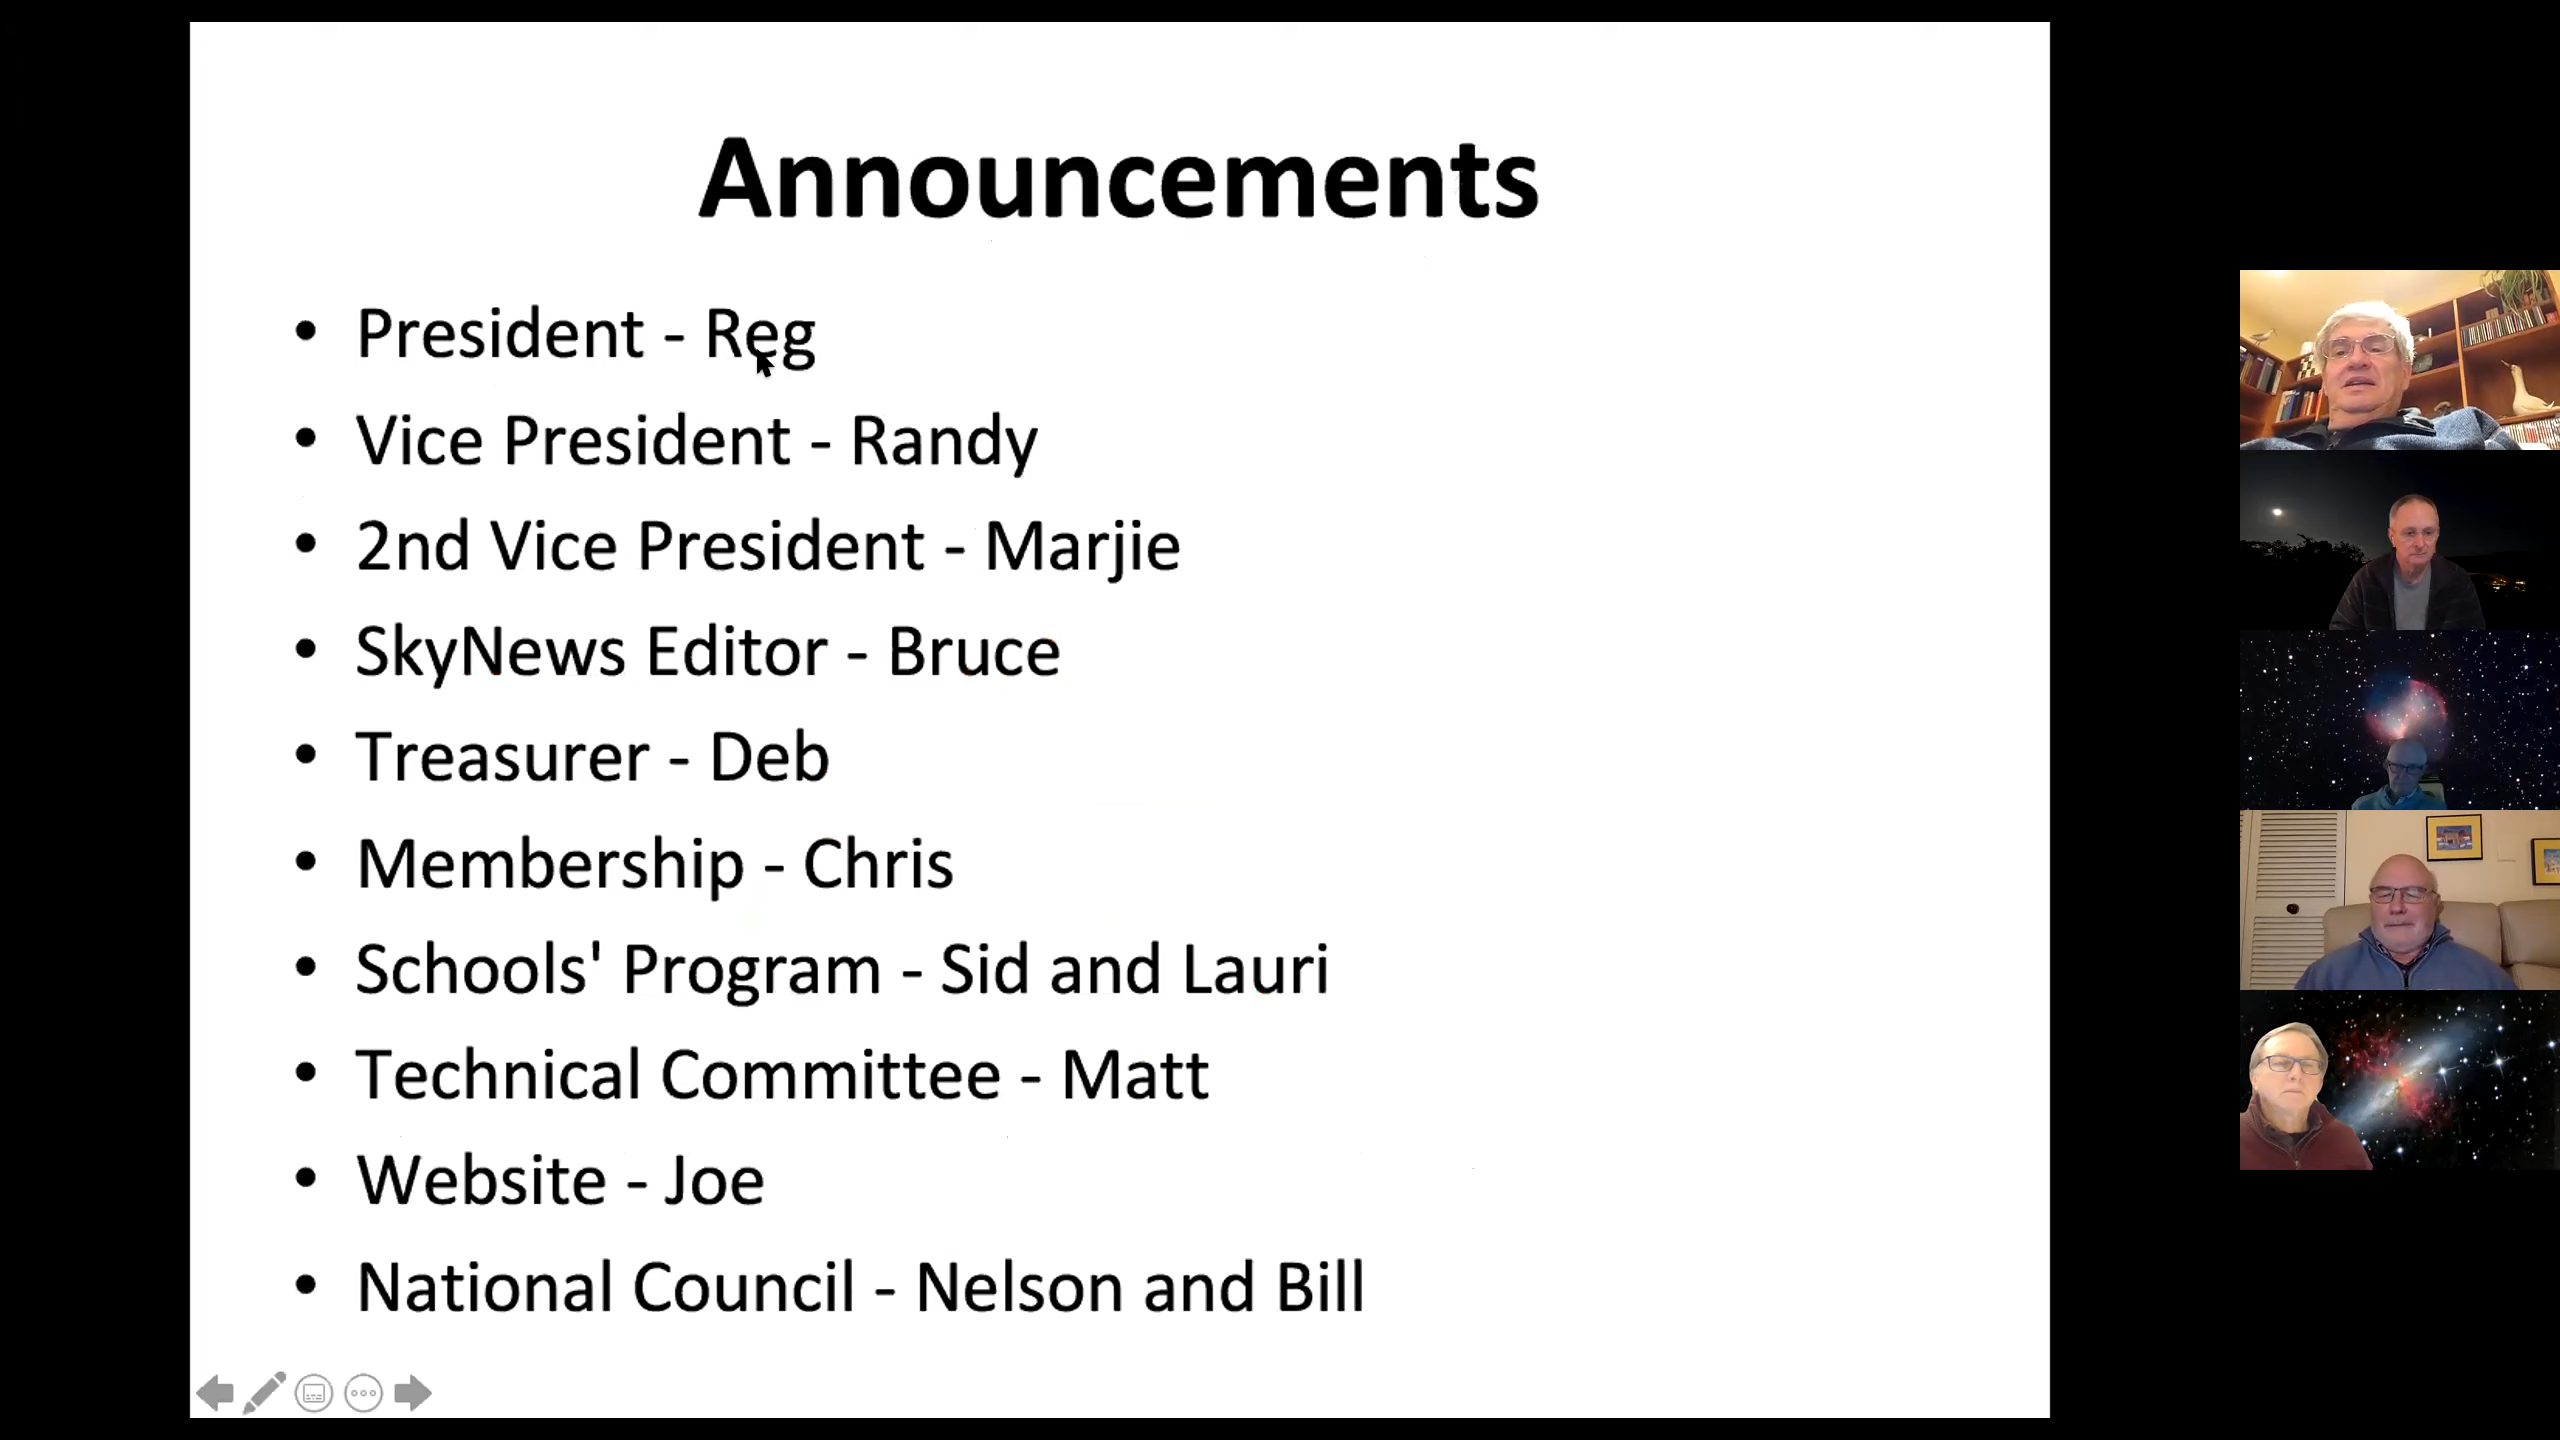 Announcements
• President - Reg
• Vice President - Randy
• 2nd Vice President - Marjie
• SkyNews Editor - Bruce
• Treasurer - Deb
• Membership - Chris
• Schools' Program - Sid and Lauri
• Technical Committee - Matt
• Website - Joe
• National Council - Nelson and Bill